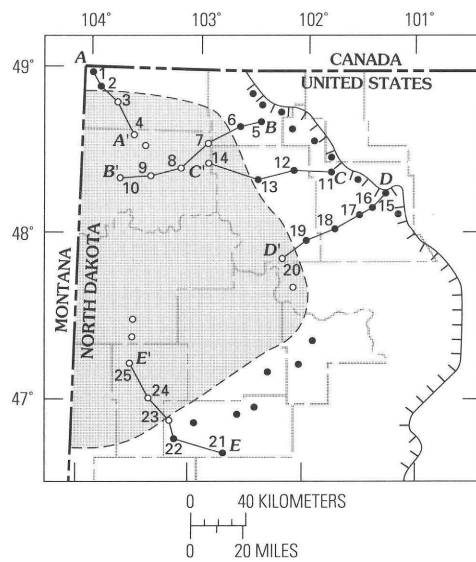 104° 103° 102° 101°
A
CANADA
49°
UNITED STATES
1
2
3
6
5 B
4
A'
7
B'
10
9
8
C'
14
13
12
11
C
D
16
15
17
18
19
48°
D'
20
MONTANA
NORTH DAKOTA
E'
25
24
23
47°
22
21
E
0 40 KILOMETERS
0 20 MILES